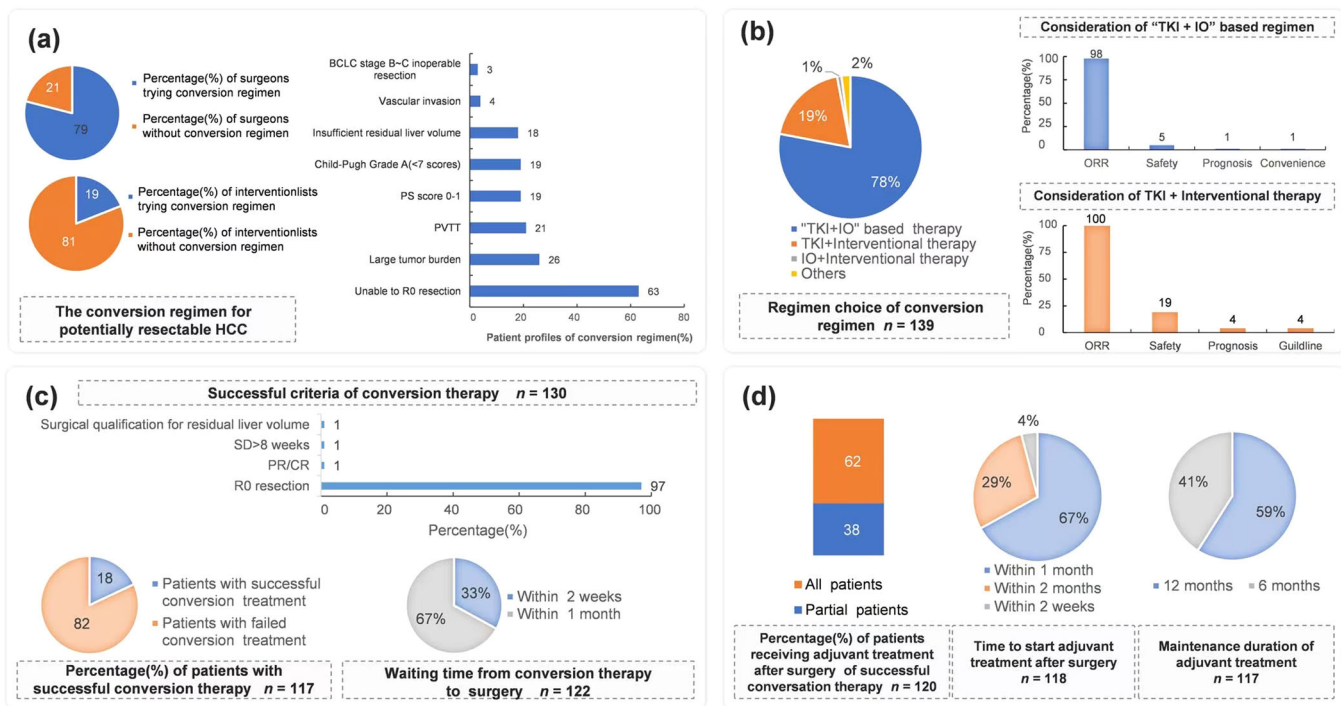 (a)
21
79
Percentage(%) of surgeons
trying conversion regimen
Percentage(%) of surgeons
without conversion regimen
19
81
Percentage(%) of interventionlists
trying conversion regimen
Percentage(%) of interventionlists
without conversion regimen
The conversion regimen for
potentially resectable HCC
BCLC stage B~C inoperable
resection
3
Vascular invasion
4
Insufficient residual liver volume
18
Child-Pugh Grade A(<7 scores)
19
PS score 0-1
19
PVTT
21
Large tumor burden
26
Unable to R0 resection
63
0 20 40 60 80
Patient profiles of conversion regimen(%)
(b)
1%
2%
19%
78%
"TKI+IO" based therapy
TKI+Interventional therapy
IO+Interventional therapy
Others
Regimen choice of conversion
regimen n = 139
Consideration of “TKI + IO” based regimen
Percentage(%)
100
75
50
25
0
98
5
1
1
ORR Safety Prognosis Convenience
Consideration of TKI + Interventional therapy
Percentage(%)
100
75
50
25
0
100
19
4
4
ORR Safety Prognosis Guildline
(c)
Successful criteria of conversion therapy n = 130
Surgical qualification for residual liver volume
1
SD>8 weeks
1
PR/CR
1
R0 resection
97
0 20 40 60 80 100
Percentage(%)
18
82
Patients with successful
conversion treatment
Patients with failed
conversion treatment
Percentage(%) of patients with
successful conversion therapy n = 117
33%
67%
Within 2 weeks
Within 1 month
Waiting time from conversion therapy
to surgery n = 122
(d)
62
38
All patients
Partial patients
Percentage(%) of patients
receiving adjuvant treatment
after surgery of successful
conversation therapy n = 120
4%
29%
67%
Within 1 month
Within 2 months
Within 2 weeks
Time to start adjuvant
treatment after surgery
n = 118
41%
59%
12 months 6 months
Maintenance duration of
adjuvant treatment
n = 117